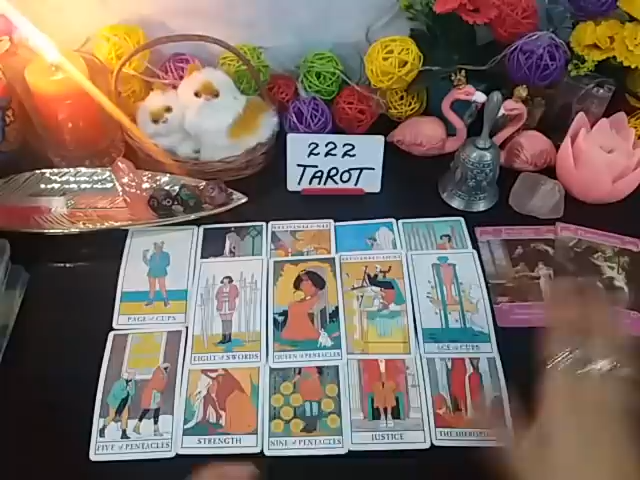 222
TAROT
PAGE of CUPS
EIGHT of SWORDS
QUEEN of PENTACLES
ACE of CUPS
FIVE of PENTACLES
STRENGTH
NINE of PENTACLES
JUSTICE
THE